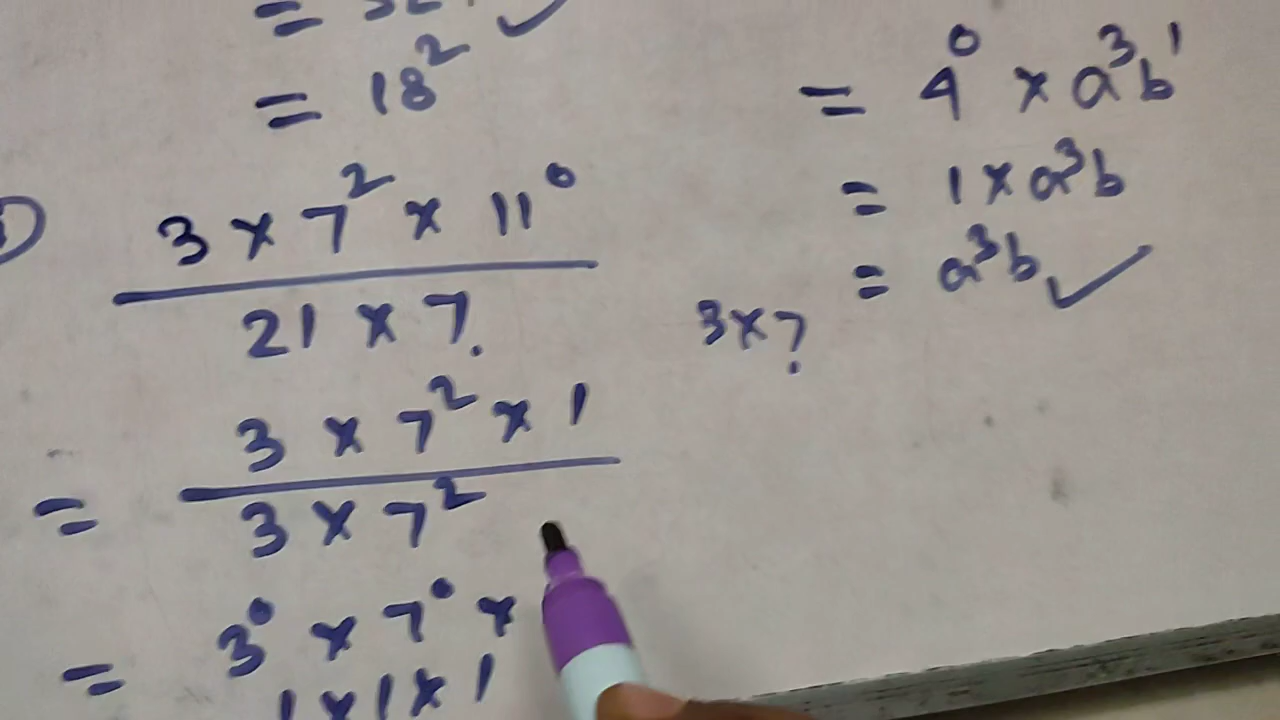 = 18²
3 × 7² × 11⁰
21 × 7.
= 3 × 7² × 1
3 × 7²
= 3⁰ × 7⁰ ×
1 × 1 × 1
= 4⁰ × a³b¹
= 1 × a³b
= a³b ✓
3 × 7.